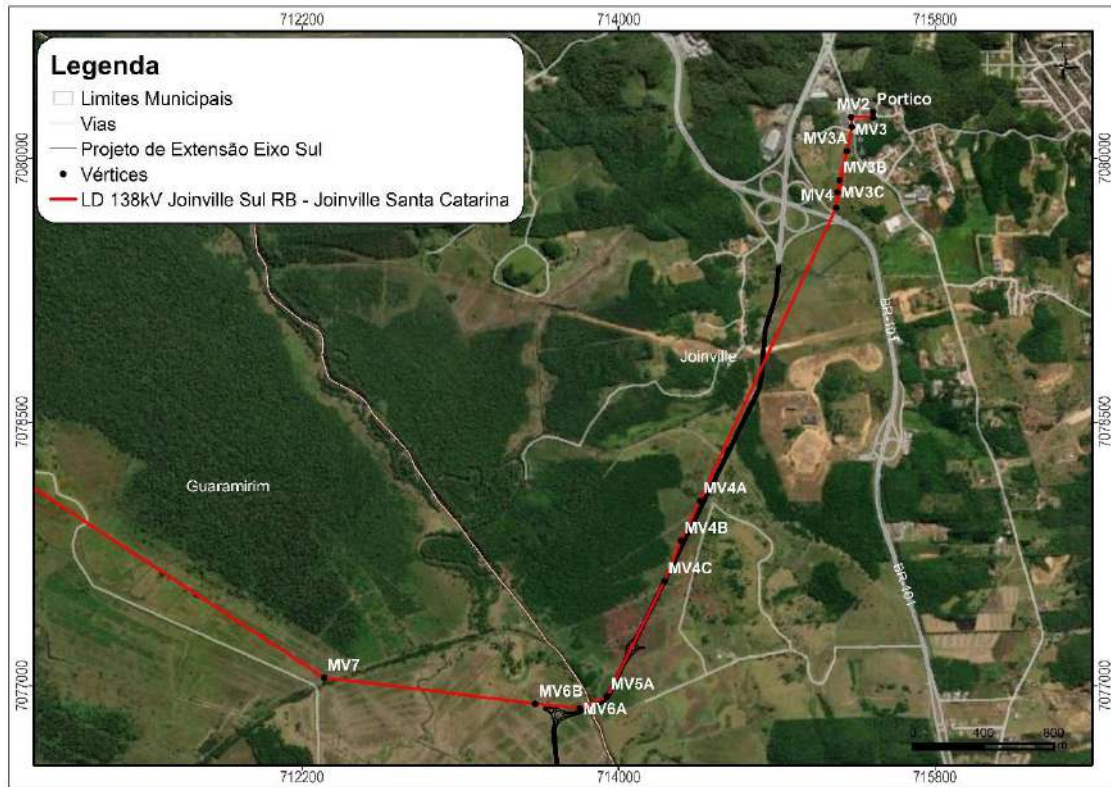 712200 714000 715800
Legenda
Limites Municipais
Vias
Projeto de Extensão Eixo Sul
Vértices
LD 138kV Joinville Sul RB - Joinville Santa Catarina
MV2 Portico
MV3A MV3
MV3B
MV4 MV3C
7080000 7080000
BR-101
Joinville
7078500 7078500
Guaramirim
MV4A
MV4B
MV4C
BR-101
MV7
7077000 7077000
MV6B MV5A
MV6A
0 400 800
m
712200 714000 715800